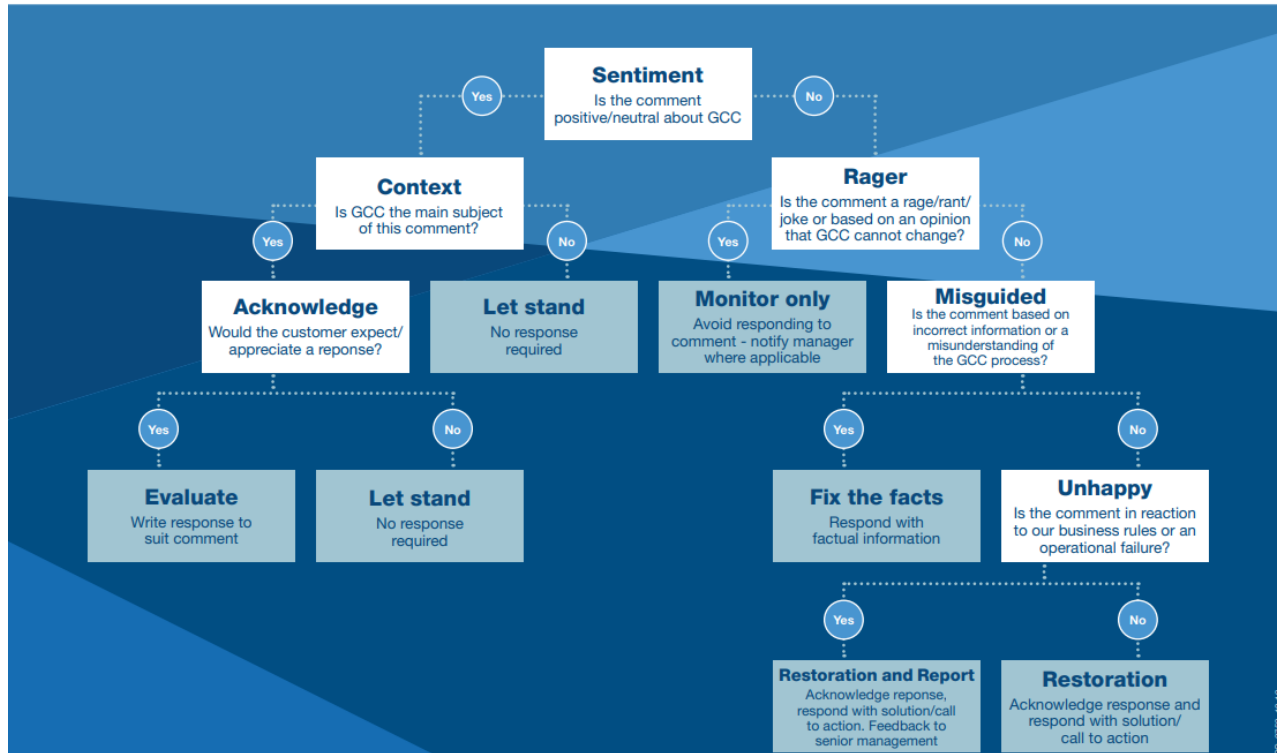 Sentiment
Is the comment
positive/neutral about GCC
Yes
No
Context
Is GCC the main subject
of this comment?
Rager
Is the comment a rage/rant/
joke or based on an opinion
that GCC cannot change?
Yes
No
Yes
No
Acknowledge
Would the customer expect/
appreciate a reponse?
Let stand
No response
required
Monitor only
Avoid responding to
comment - notify manager
where applicable
Misguided
Is the comment based on
incorrect information or a
misunderstanding of
the GCC process?
Yes
No
Yes
No
Evaluate
Write response to
suit comment
Let stand
No response
required
Fix the facts
Respond with
factual information
Unhappy
Is the comment in reaction
to our business rules or an
operational failure?
Yes
No
Restoration and Report
Acknowledge reponse,
respond with solution/call
to action. Feedback to
senior management
Restoration
Acknowledge response and
respond with solution/
call to action